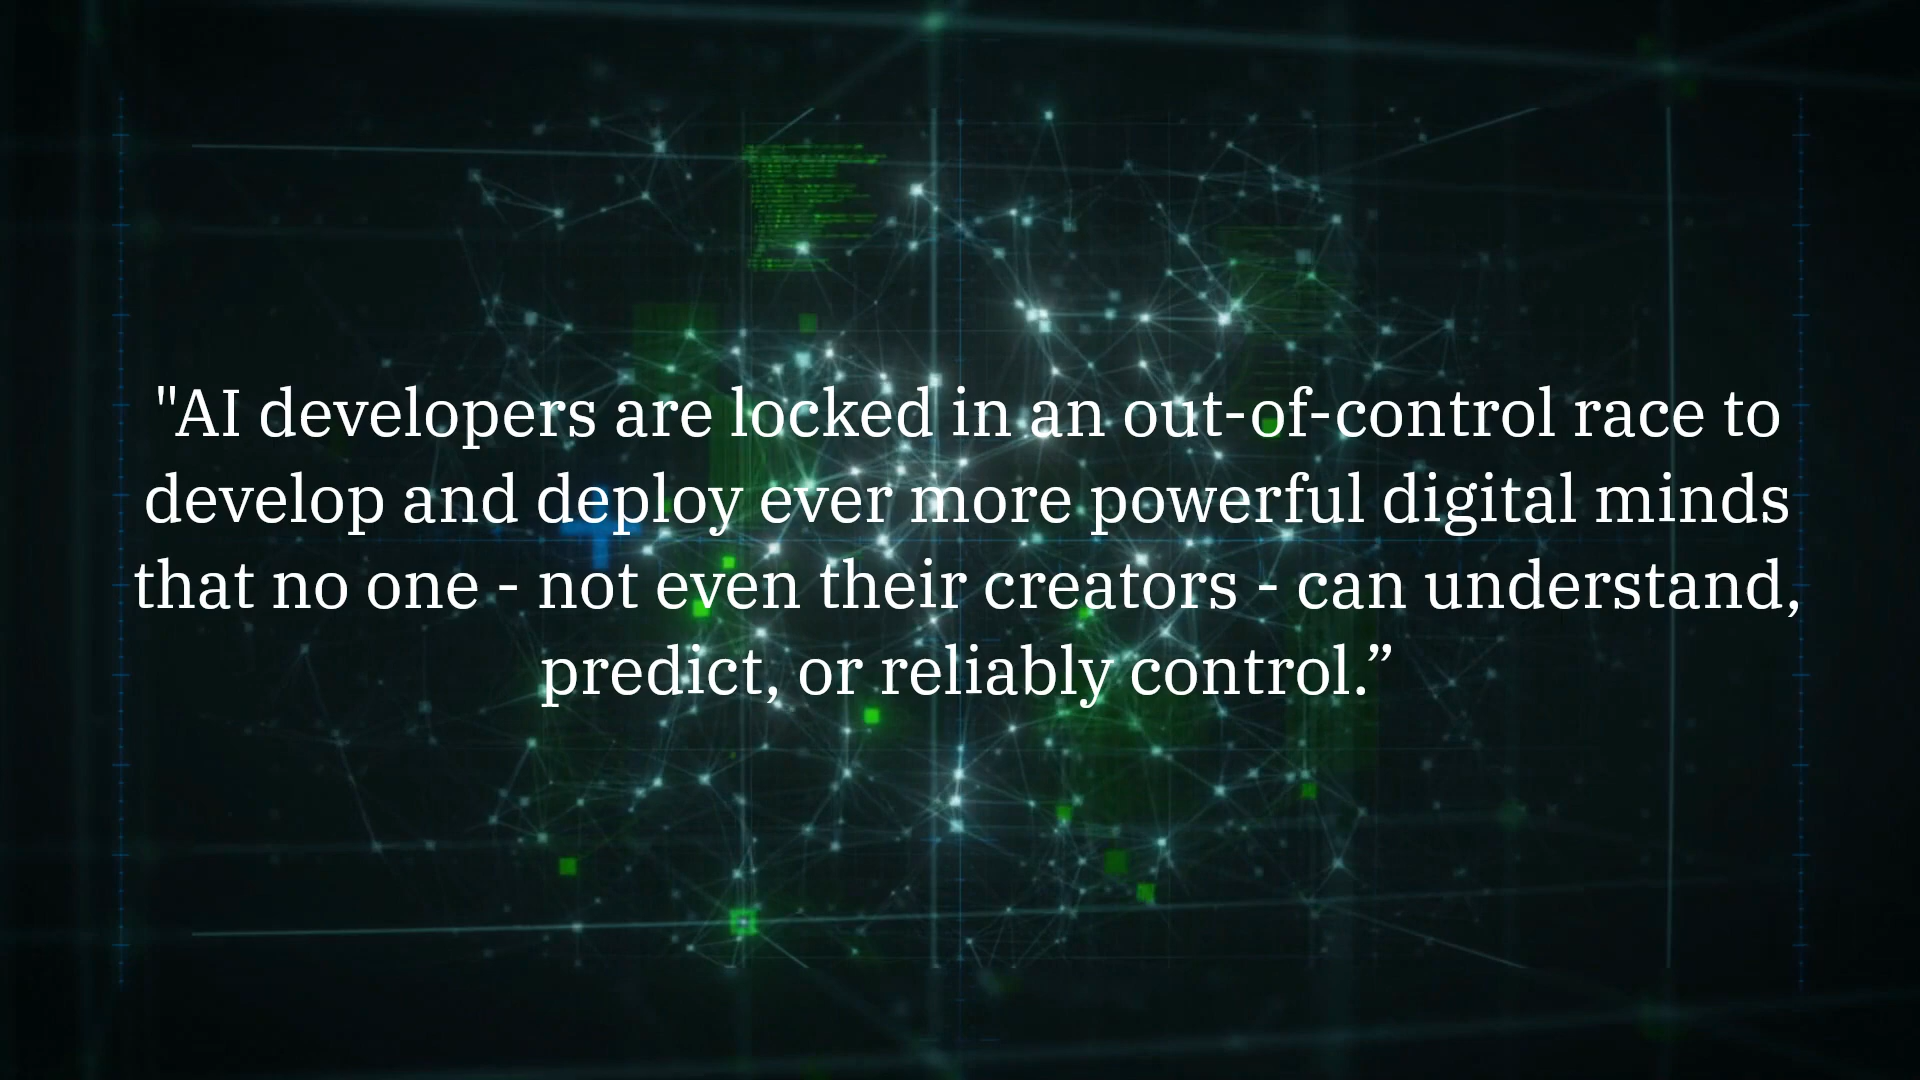 "AI developers are locked in an out-of-control race to
develop and deploy ever more powerful digital minds
that no one - not even their creators - can understand,
predict, or reliably control.”